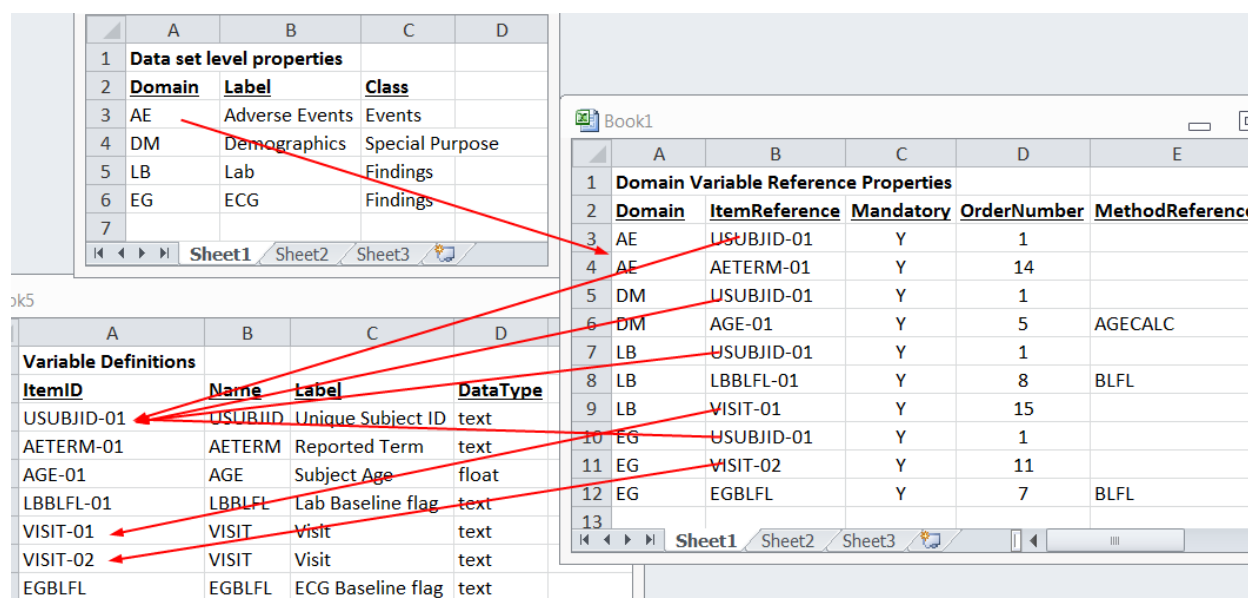 A B C D
1 Data set level properties
2 Domain Label Class
3 AE Adverse Events Events
4 DM Demographics Special Purpose
5 LB Lab Findings
6 EG ECG Findings
7
Sheet1 Sheet2 Sheet3
Book1
A B C D E
1 Domain Variable Reference Properties
2 Domain ItemReference Mandatory OrderNumber MethodReference
3 AE USUBJID-01 Y 1
4 AE AETERM-01 Y 14
5 DM USUBJID-01 Y 1
6 DM AGE-01 Y 5 AGECALC
7 LB USUBJID-01 Y 1
8 LB LBBLFL-01 Y 8 BLFL
9 LB VISIT-01 Y 15
10 EG USUBJID-01 Y 1
11 EG VISIT-02 Y 11
12 EG EGBLFL Y 7 BLFL
13
Sheet1 Sheet2 Sheet3
ok5
A B C D
Variable Definitions
ItemID Name Label DataType
USUBJID-01 USUBJID Unique Subject ID text
AETERM-01 AETERM Reported Term text
AGE-01 AGE Subject Age float
LBBLFL-01 LBBLFL Lab Baseline flag text
VISIT-01 VISIT Visit text
VISIT-02 VISIT Visit text
EGBLFL EGBLFL ECG Baseline flag text